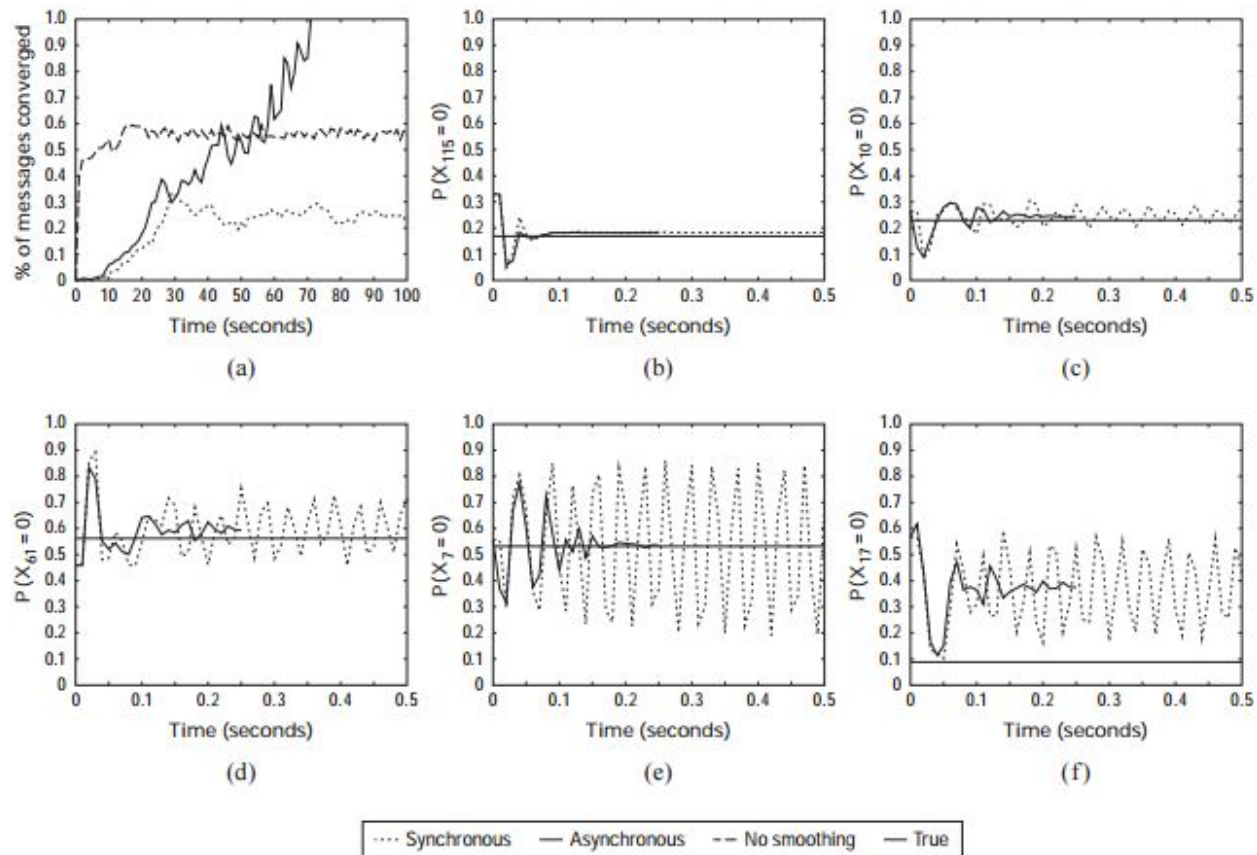 1.0
0.9
0.8
0.7
0.6
0.5
0.4
0.3
0.2
0.1
0
% of messages converged
0 10 20 30 40 50 60 70 80 90 100
Time (seconds)
(a)
1.0
0.9
0.8
0.7
0.6
0.5
0.4
0.3
0.2
0.1
0
P (X115 = 0)
0 0.1 0.2 0.3 0.4 0.5
Time (seconds)
(b)
1.0
0.9
0.8
0.7
0.6
0.5
0.4
0.3
0.2
0.1
0
P (X10 = 0)
0 0.1 0.2 0.3 0.4 0.5
Time (seconds)
(c)
1.0
0.9
0.8
0.7
0.6
0.5
0.4
0.3
0.2
0.1
0
P (X61 = 0)
0 0.1 0.2 0.3 0.4 0.5
Time (seconds)
(d)
1.0
0.9
0.8
0.7
0.6
0.5
0.4
0.3
0.2
0.1
0
P (X7 = 0)
0 0.1 0.2 0.3 0.4 0.5
Time (seconds)
(e)
1.0
0.9
0.8
0.7
0.6
0.5
0.4
0.3
0.2
0.1
0
P (X17 = 0)
0 0.1 0.2 0.3 0.4 0.5
Time (seconds)
(f)
Synchronous Asynchronous No smoothing True